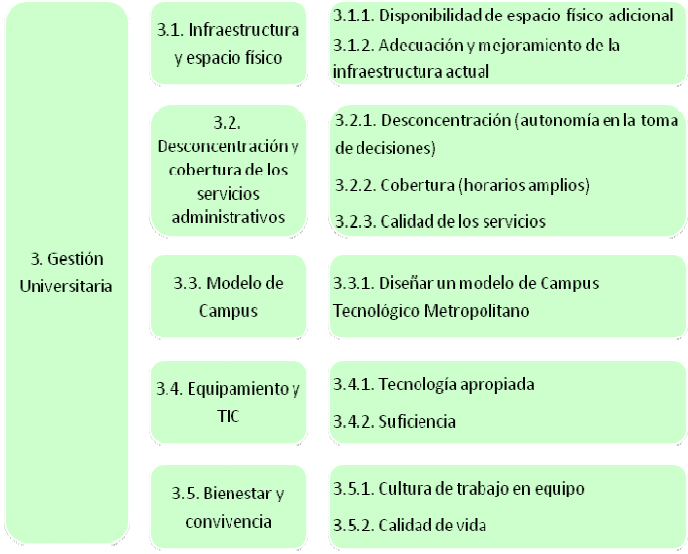 3. Gestión
Universitaria
3.1. Infraestructura
y espacio físico
3.1.1. Disponibilidad de espacio físico adicional
3.1.2. Adecuación y mejoramiento de la
infraestructura actual
3.2.
Desconcentración y
cobertura de los
servicios
administrativos
3.2.1. Desconcentración (autonomía en la toma
de decisiones)
3.2.2. Cobertura (horarios amplios)
3.2.3. Calidad de los servicios
3.3. Modelo de
Campus
3.3.1. Diseñar un modelo de Campus
Tecnológico Metropolitano
3.4. Equipamiento y
TIC
3.4.1. Tecnología apropiada
3.4.2. Suficiencia
3.5. Bienestar y
convivencia
3.5.1. Cultura de trabajo en equipo
3.5.2. Calidad de vida